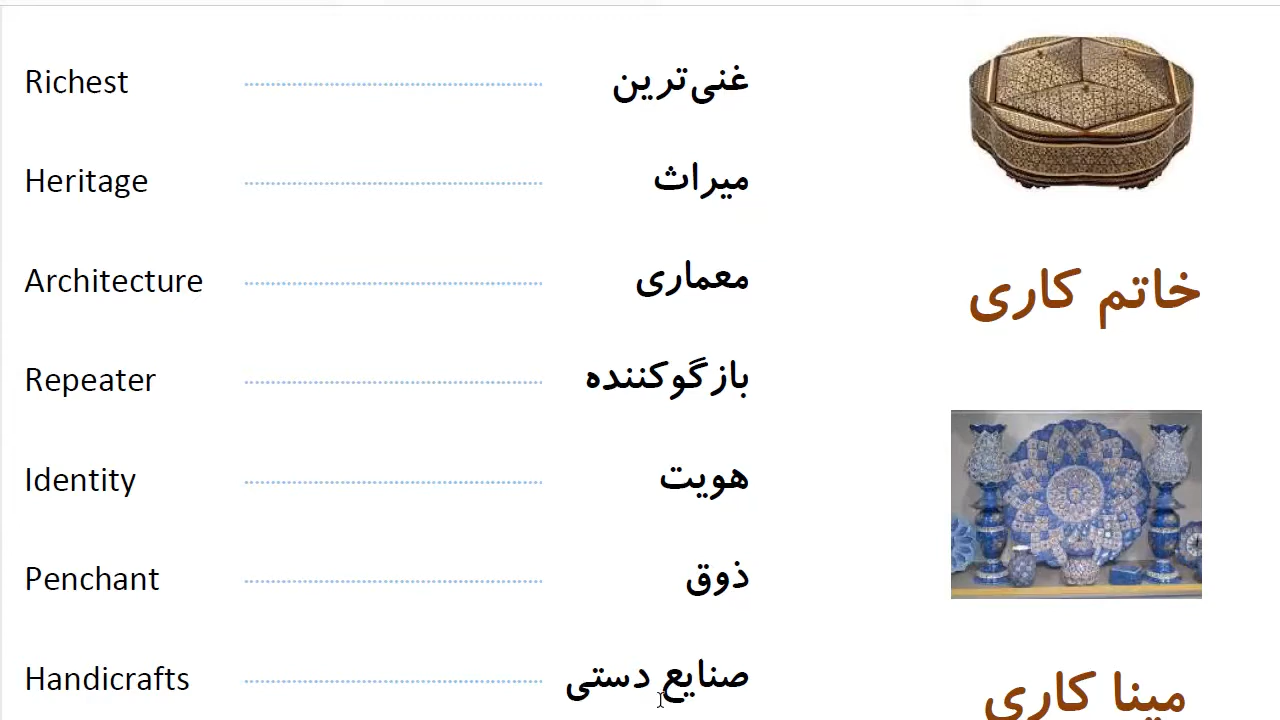 Richest غنی‌ترین
Heritage میراث
Architecture معماری
خاتم کاری
Repeater بازگوکننده
Identity هویت
Penchant ذوق
Handicrafts صنایع دستی
مینا کاری